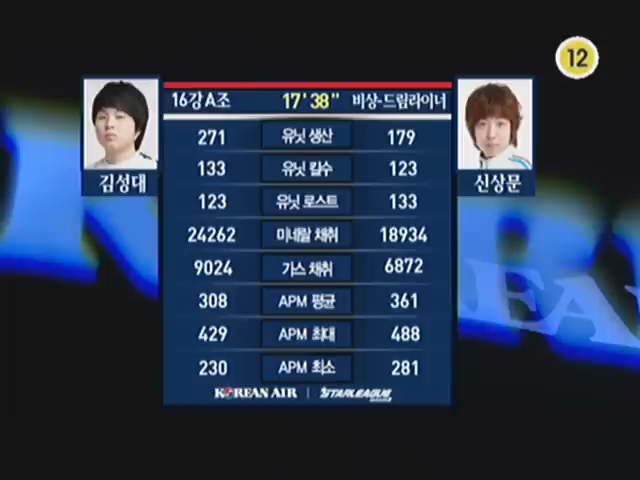 12
16강 A조 17' 38" 비상-드림라이너
271 유닛 생산 179
133 유닛 킬수 123
김성대
신상문
123 유닛 로스트 133
24262 미네랄 채취 18934
9024 가스 채취 6872
308 APM 평균 361
429 APM 최대 488
230 APM 최소 281
KOREAN AIR | STARLEAGUE